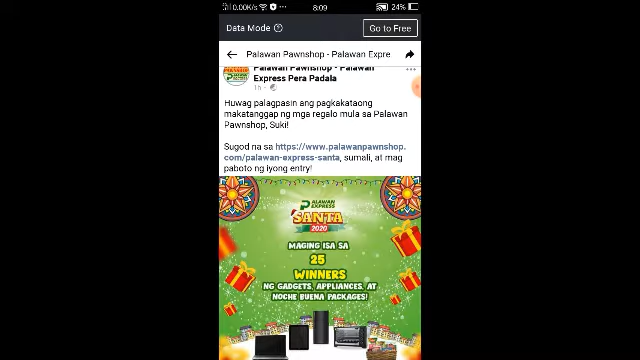 0.00K/s 8:09 24%
Data Mode Go to Free
Palawan Pawnshop - Palawan Expre
Palawan Pawnshop - Palawan
Express Pera Padala
1h
Huwag palagpasin ang pagkakataong
makatanggap ng mga regalo mula sa Palawan
Pawnshop, Suki!
Sugod na sa https://www.palawanpawnshop.
com/palawan-express-santa, sumali, at mag
paboto ng iyong entry!
PALAWAN
EXPRESS
SANTA
2020
MAGING ISA SA
25
WINNERS
NG GADGETS, APPLIANCES, AT
NOCHE BUENA PACKAGES!